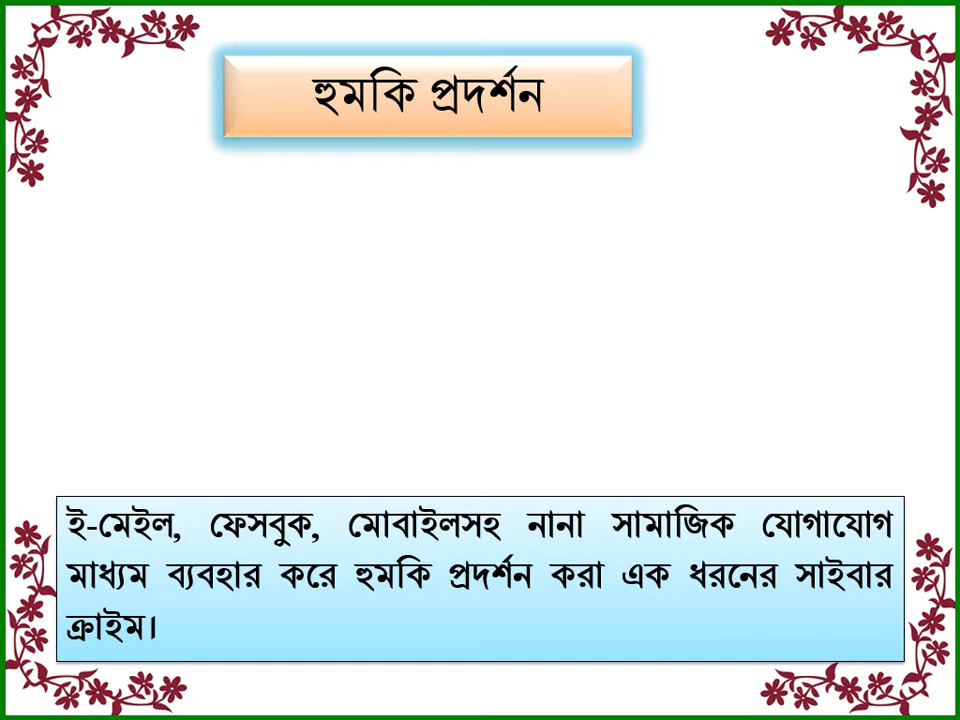 হুমকি প্রদর্শন
ই-মেইল, ফেসবুক, মোবাইলসহ নানা সামাজিক যোগাযোগ
মাধ্যম ব্যবহার করে হুমকি প্রদর্শন করা এক ধরনের সাইবার
ক্রাইম।